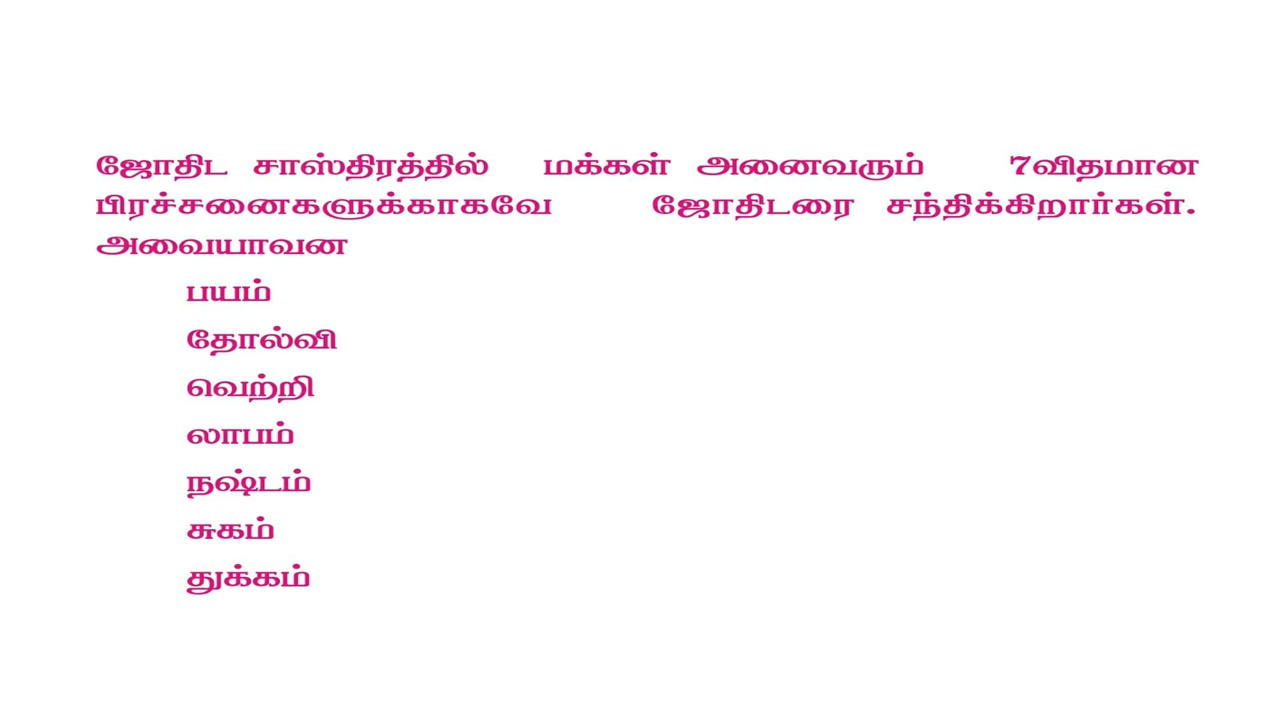 ஜோதிட சாஸ்திரத்தில் மக்கள் அனைவரும் 7விதமான
பிரச்சனைகளுக்காகவே ஜோதிடரை சந்திக்கிறார்கள்.
அவையாவன
பயம்
தோல்வி
வெற்றி
லாபம்
நஷ்டம்
சுகம்
துக்கம்